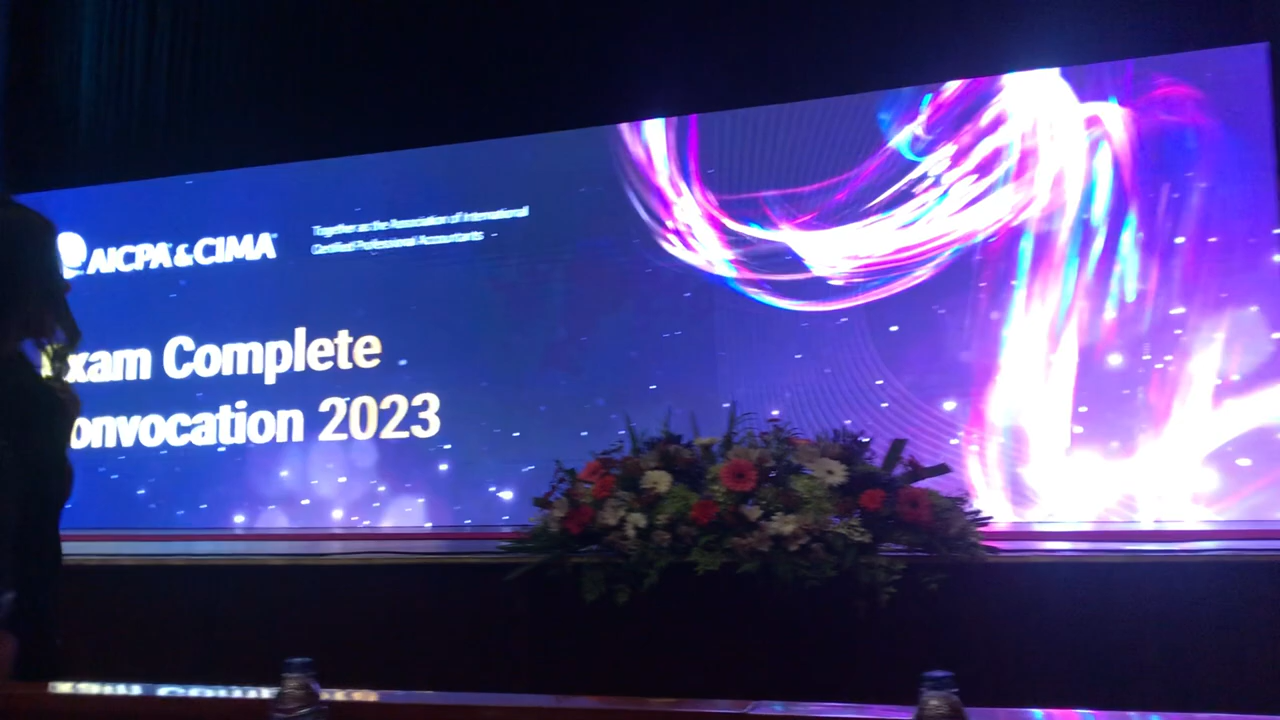 AICPA & CIMA
Together as the Association of International
Certified Professional Accountants
xam Complete
onvocation 2023